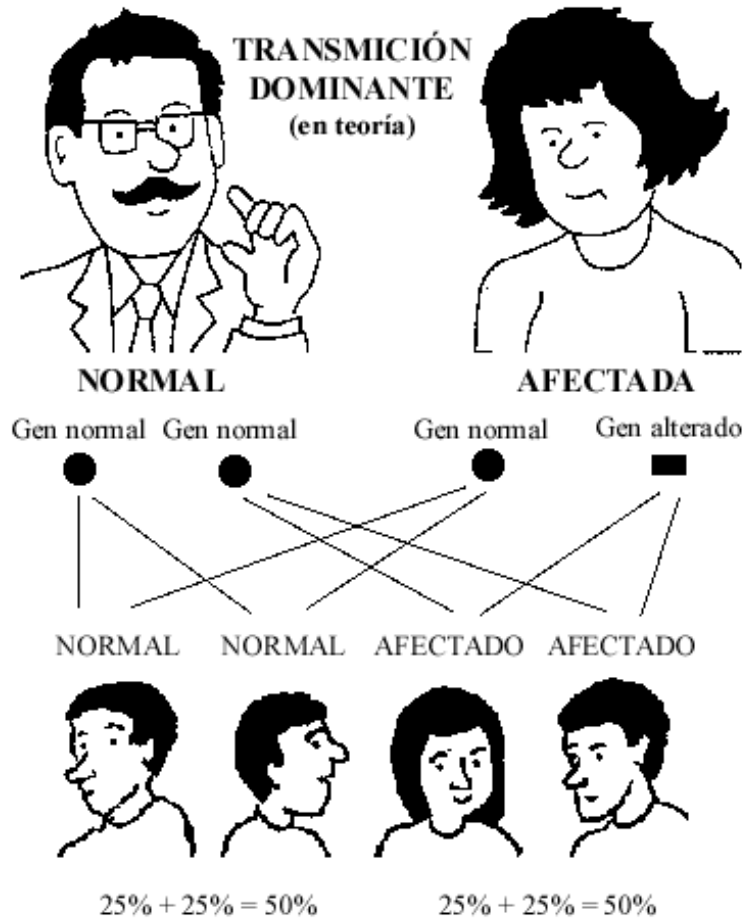 TRANSMICIÓN
DOMINANTE
(en teoría)
NORMAL AFECTADA
Gen normal Gen normal Gen normal Gen alterado
NORMAL NORMAL AFECTADO AFECTADO
25% + 25% = 50% 25% + 25% = 50%